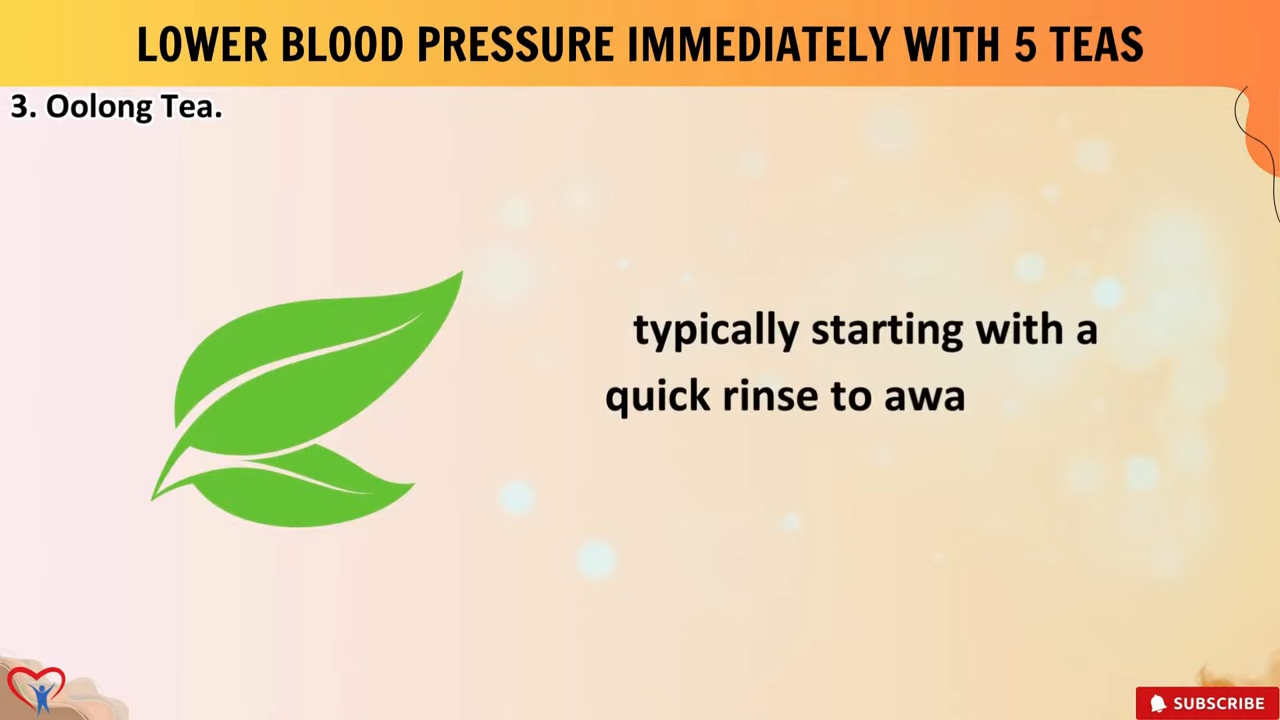 LOWER BLOOD PRESSURE IMMEDIATELY WITH 5 TEAS
3. Oolong Tea.
typically starting with a
quick rinse to awa
SUBSCRIBE